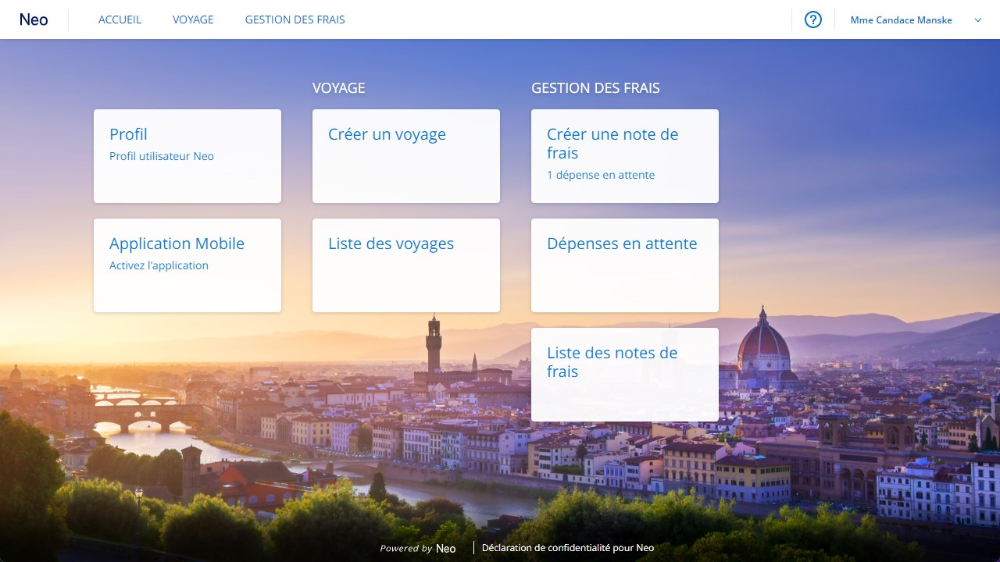 Neo
ACCUEIL
VOYAGE
GESTION DES FRAIS
Mme Candace Manske
VOYAGE
GESTION DES FRAIS
Profil
Profil utilisateur Neo
Créer un voyage
Créer une note de
frais
1 dépense en attente
Application Mobile
Activez l'application
Liste des voyages
Dépenses en attente
Liste des notes de
frais
Powered by Neo
Déclaration de confidentialité pour Neo